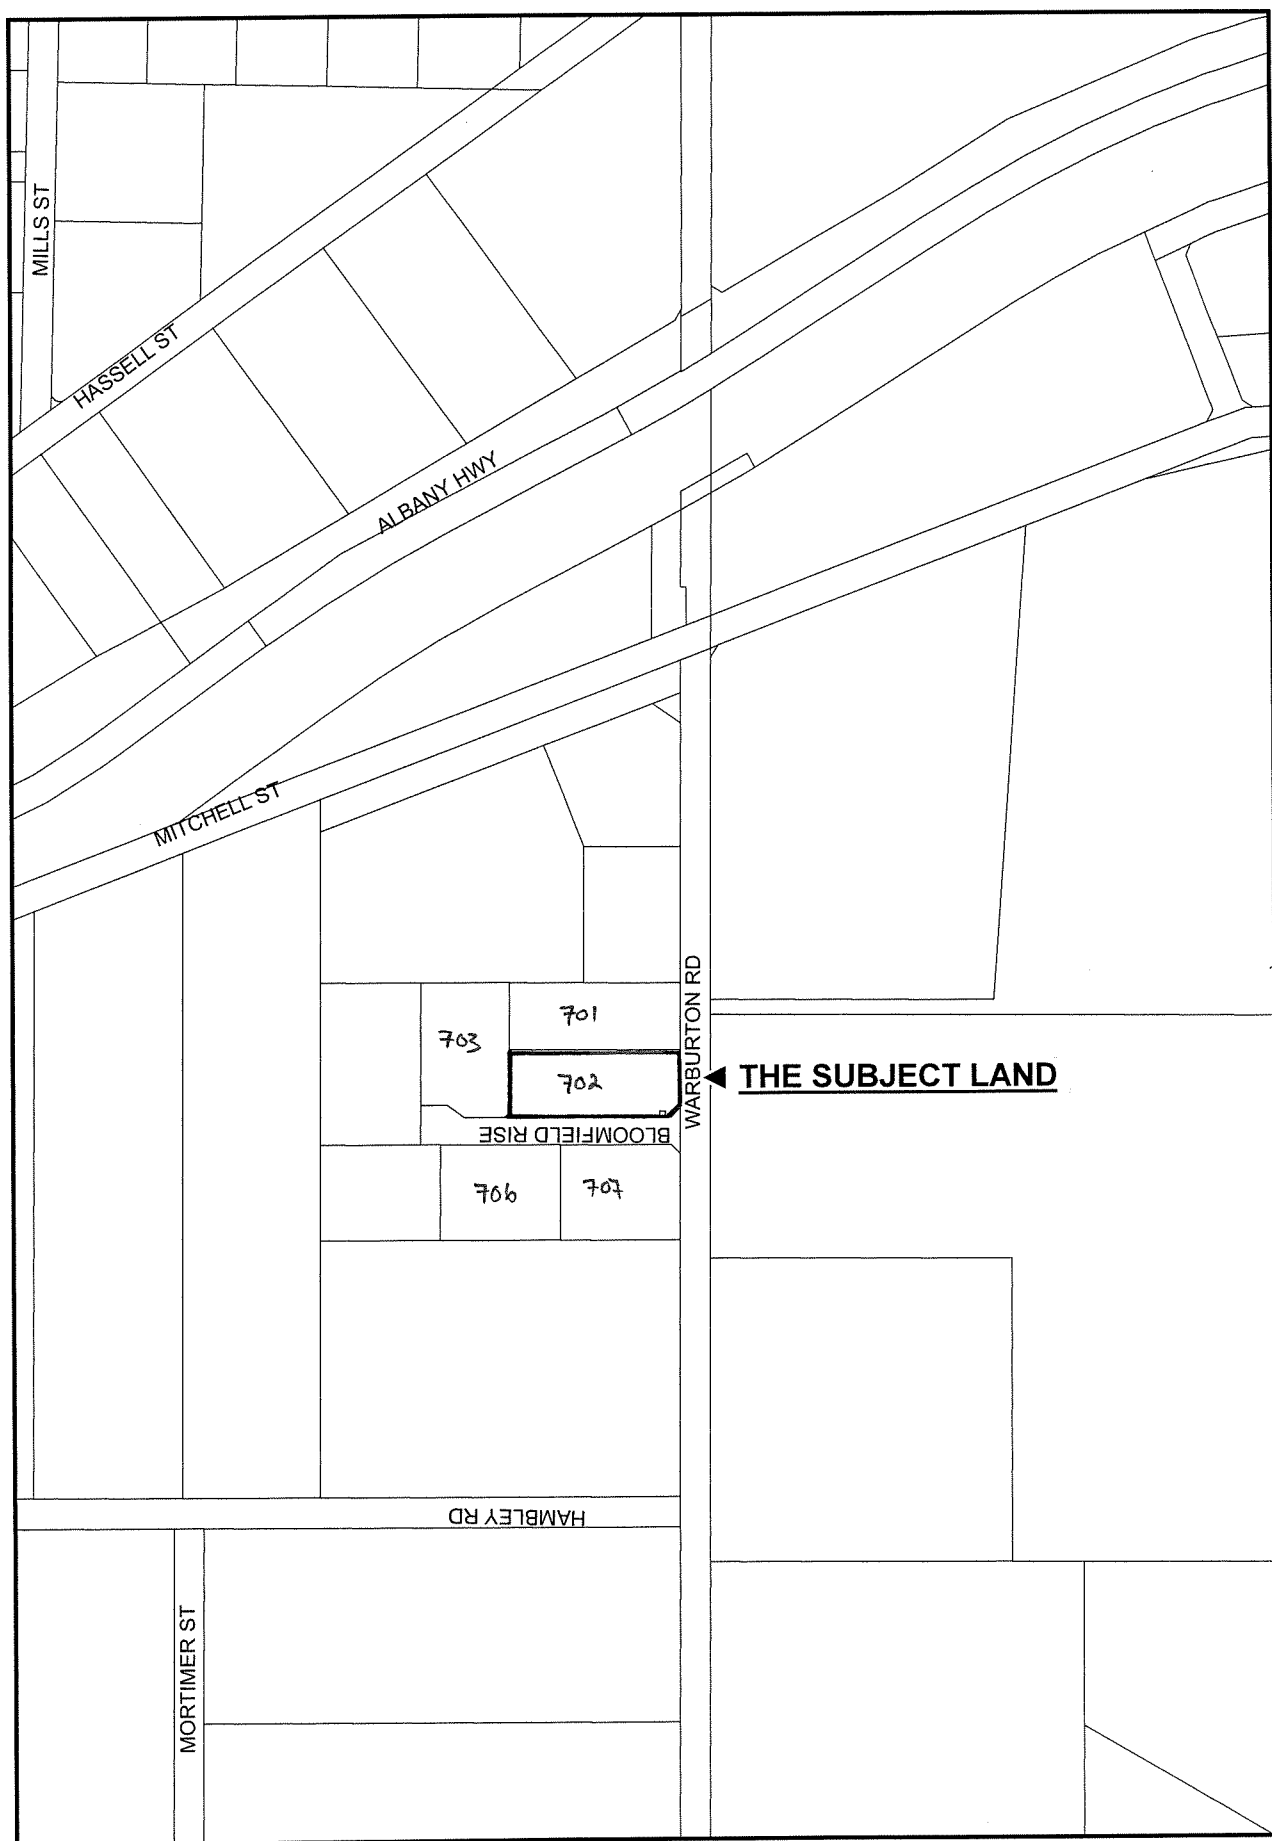 MILLS ST
HASSELL ST
ALBANY HWY
MITCHELL ST
WARBURTON RD
701
703
702
THE SUBJECT LAND
BLOOMFIELD RISE
706
707
HAMBLEY RD
MORTIMER ST